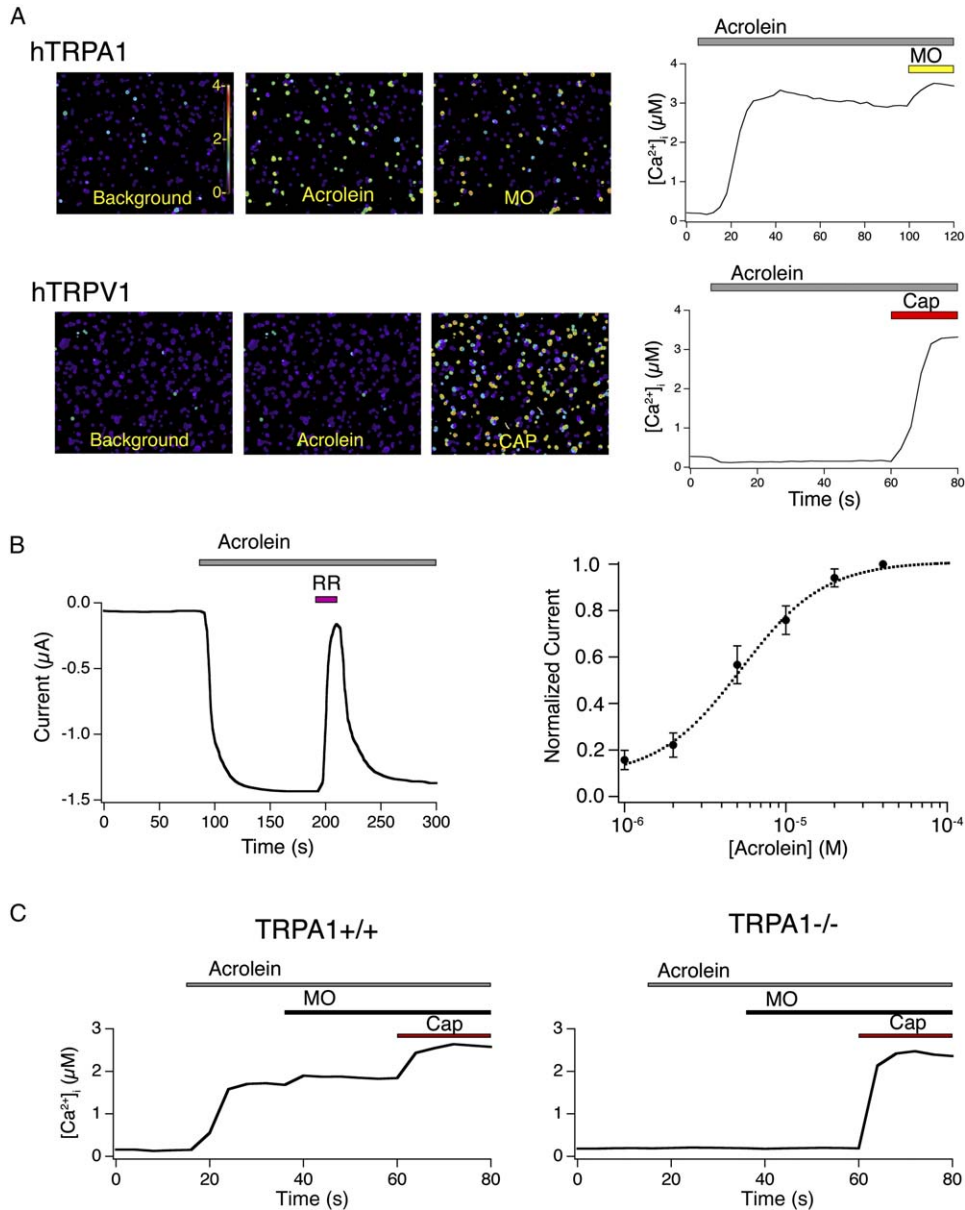 A
hTRPA1
4-
2-
0-
Background
Acrolein
MO
Acrolein
MO
[Ca2+]i (µM)
4
3
2
1
0
0 20 40 60 80 100 120
hTRPV1
Background
Acrolein
CAP
Acrolein
Cap
[Ca2+]i (µM)
4
3
2
1
0
0 20 40 60 80
Time (s)
B
Acrolein
RR
Current (µA)
0.0
-0.5
-1.0
-1.5
0 50 100 150 200 250 300
Time (s)
Normalized Current
1.0
0.8
0.6
0.4
0.2
0.0
10-6 10-5 10-4
[Acrolein] (M)
C
TRPA1+/+
Acrolein
MO
Cap
[Ca2+]i (µM)
3
2
1
0
0 20 40 60 80
Time (s)
TRPA1-/-
Acrolein
MO
Cap
3
2
1
0
0 20 40 60 80
Time (s)